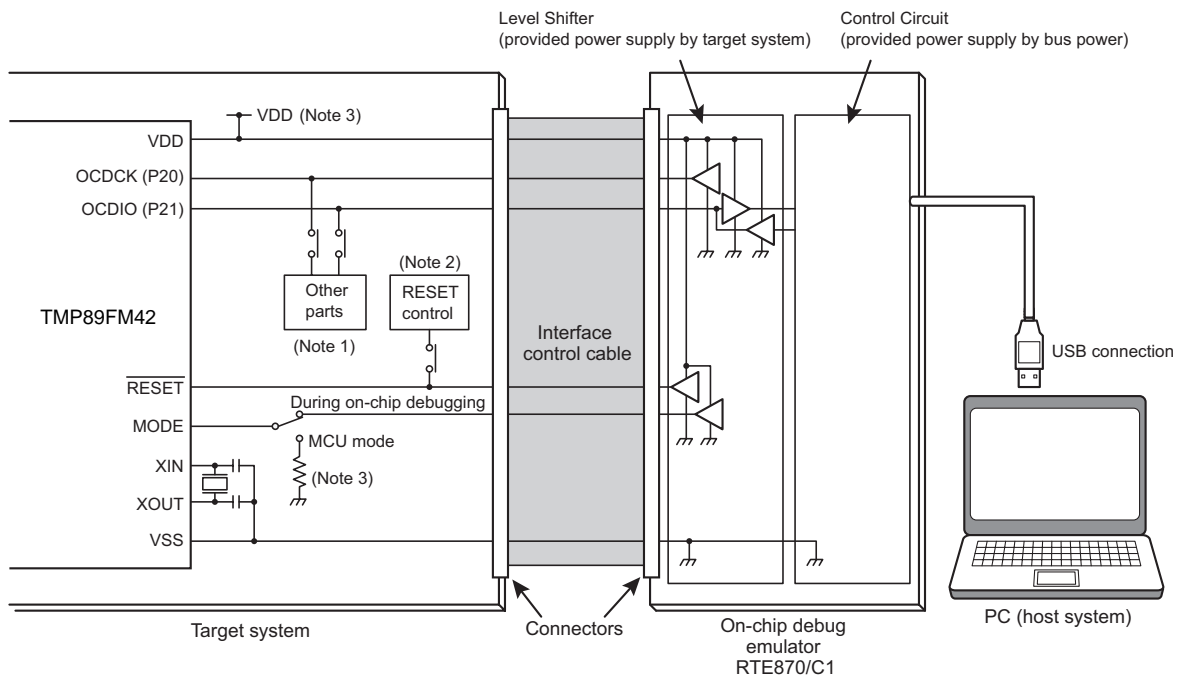 Level Shifter
(provided power supply by target system)
Control Circuit
(provided power supply by bus power)
VDD (Note 3)
VDD
OCDCK (P20)
OCDIO (P21)
(Note 2)
Other
parts
RESET
control
TMP89FM42
(Note 1)
Interface
control cable
USB connection
RESET
During on-chip debugging
MODE
MCU mode
XIN
(Note 3)
XOUT
VSS
Target system
Connectors
On-chip debug
emulator
RTE870/C1
PC (host system)